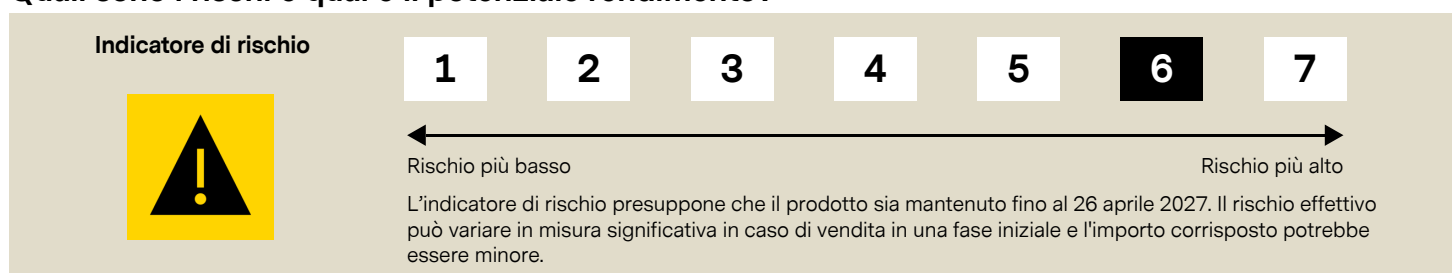 Indicatore di rischio
1 2 3 4 5 6 7
Rischio più basso
Rischio più alto
L'indicatore di rischio presuppone che il prodotto sia mantenuto fino al 26 aprile 2027. Il rischio effettivo
può variare in misura significativa in caso di vendita in una fase iniziale e l'importo corrisposto potrebbe
essere minore.